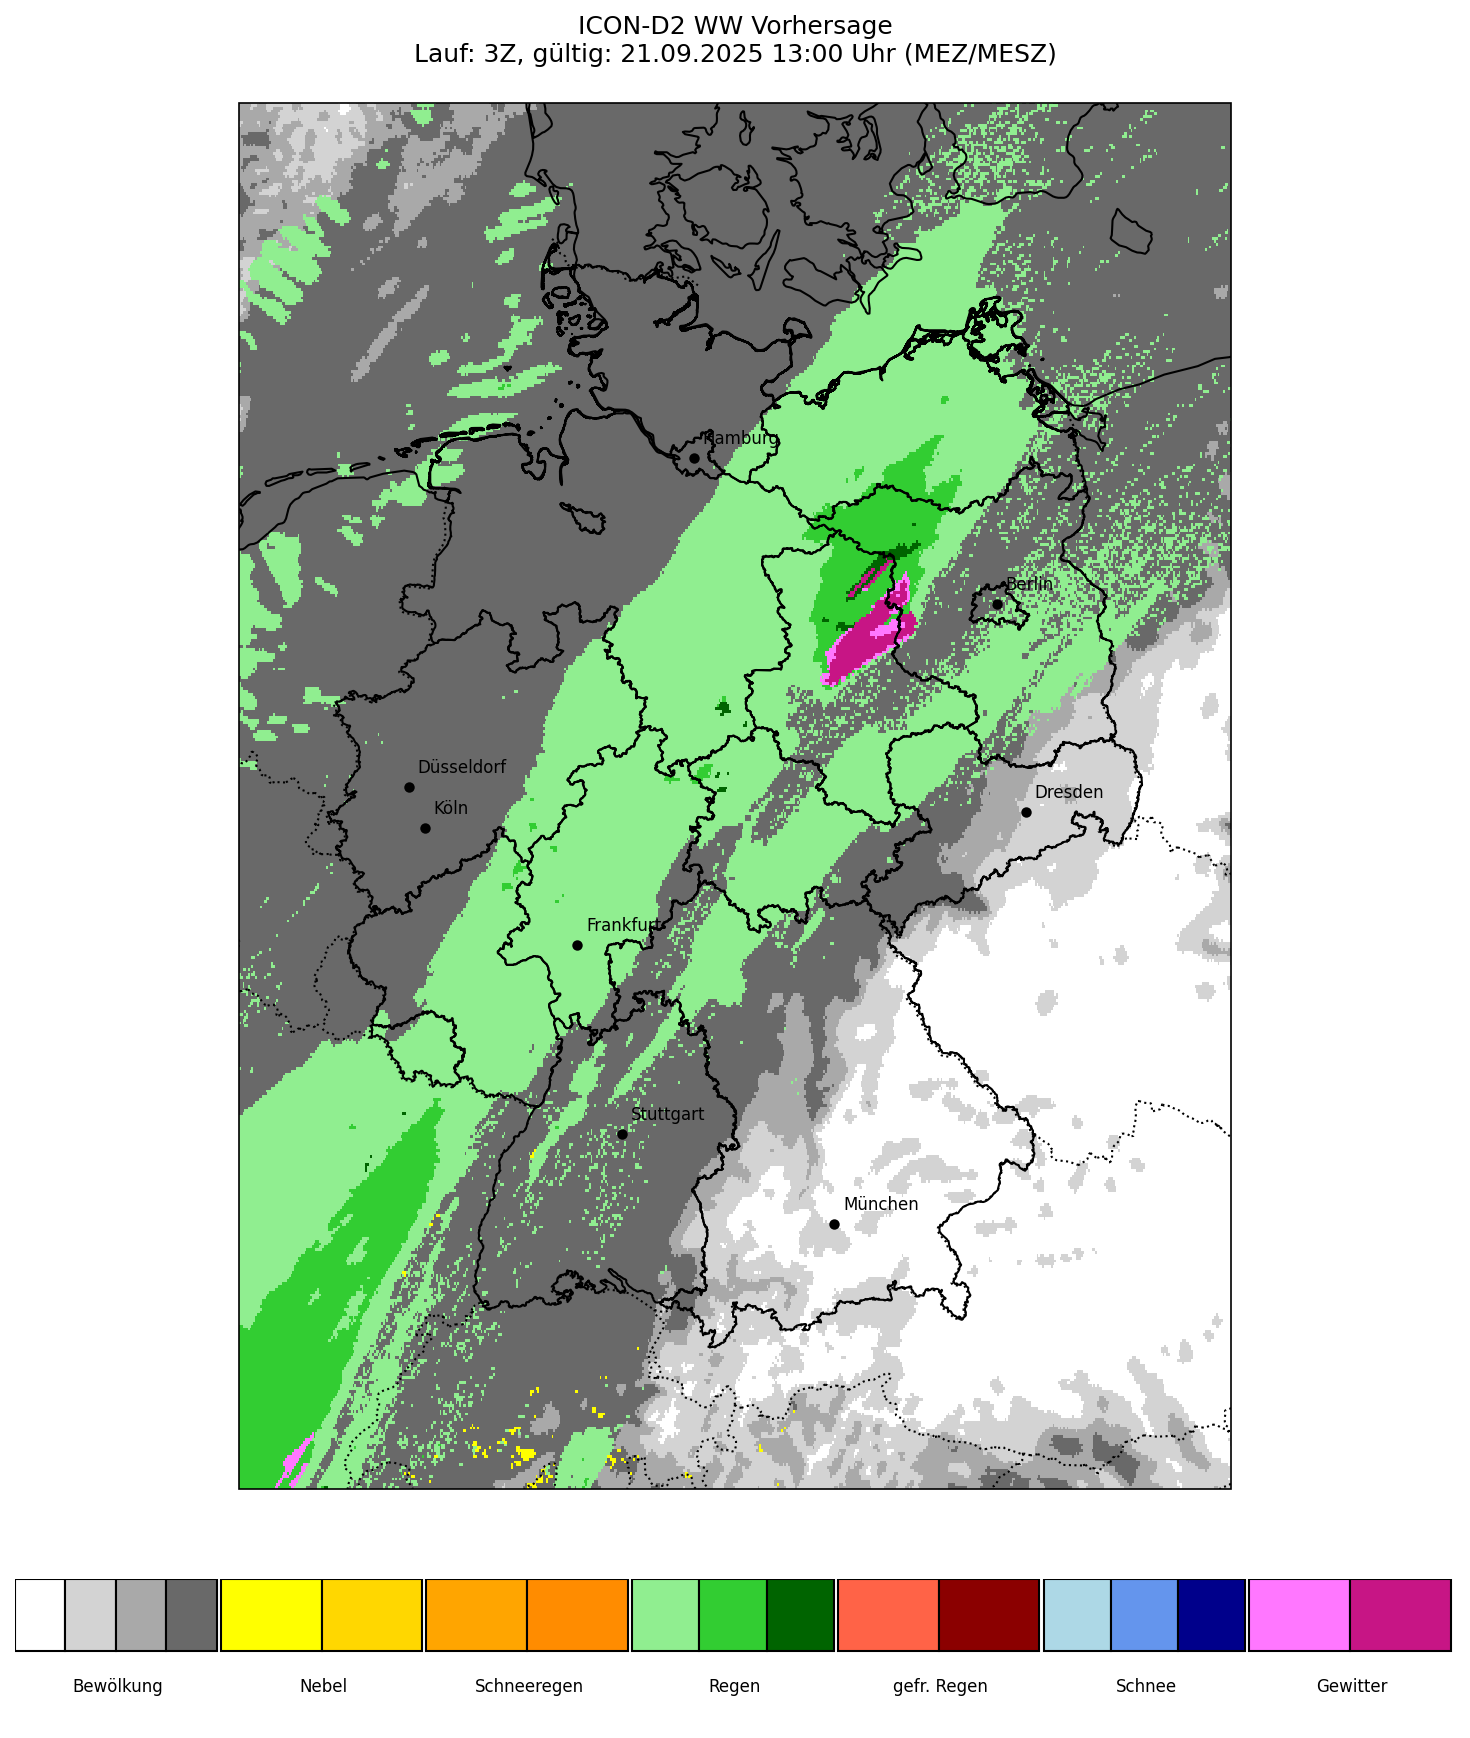 ICON-D2 WW Vorhersage
Lauf: 3Z, gültig: 21.09.2025 13:00 Uhr (MEZ/MESZ)
Hamburg
Berlin
Düsseldorf
Dresden
Köln
Frankfurt
Stuttgart
München
Bewölkung
Nebel
Schneeregen
Regen
gefr. Regen
Schnee
Gewitter